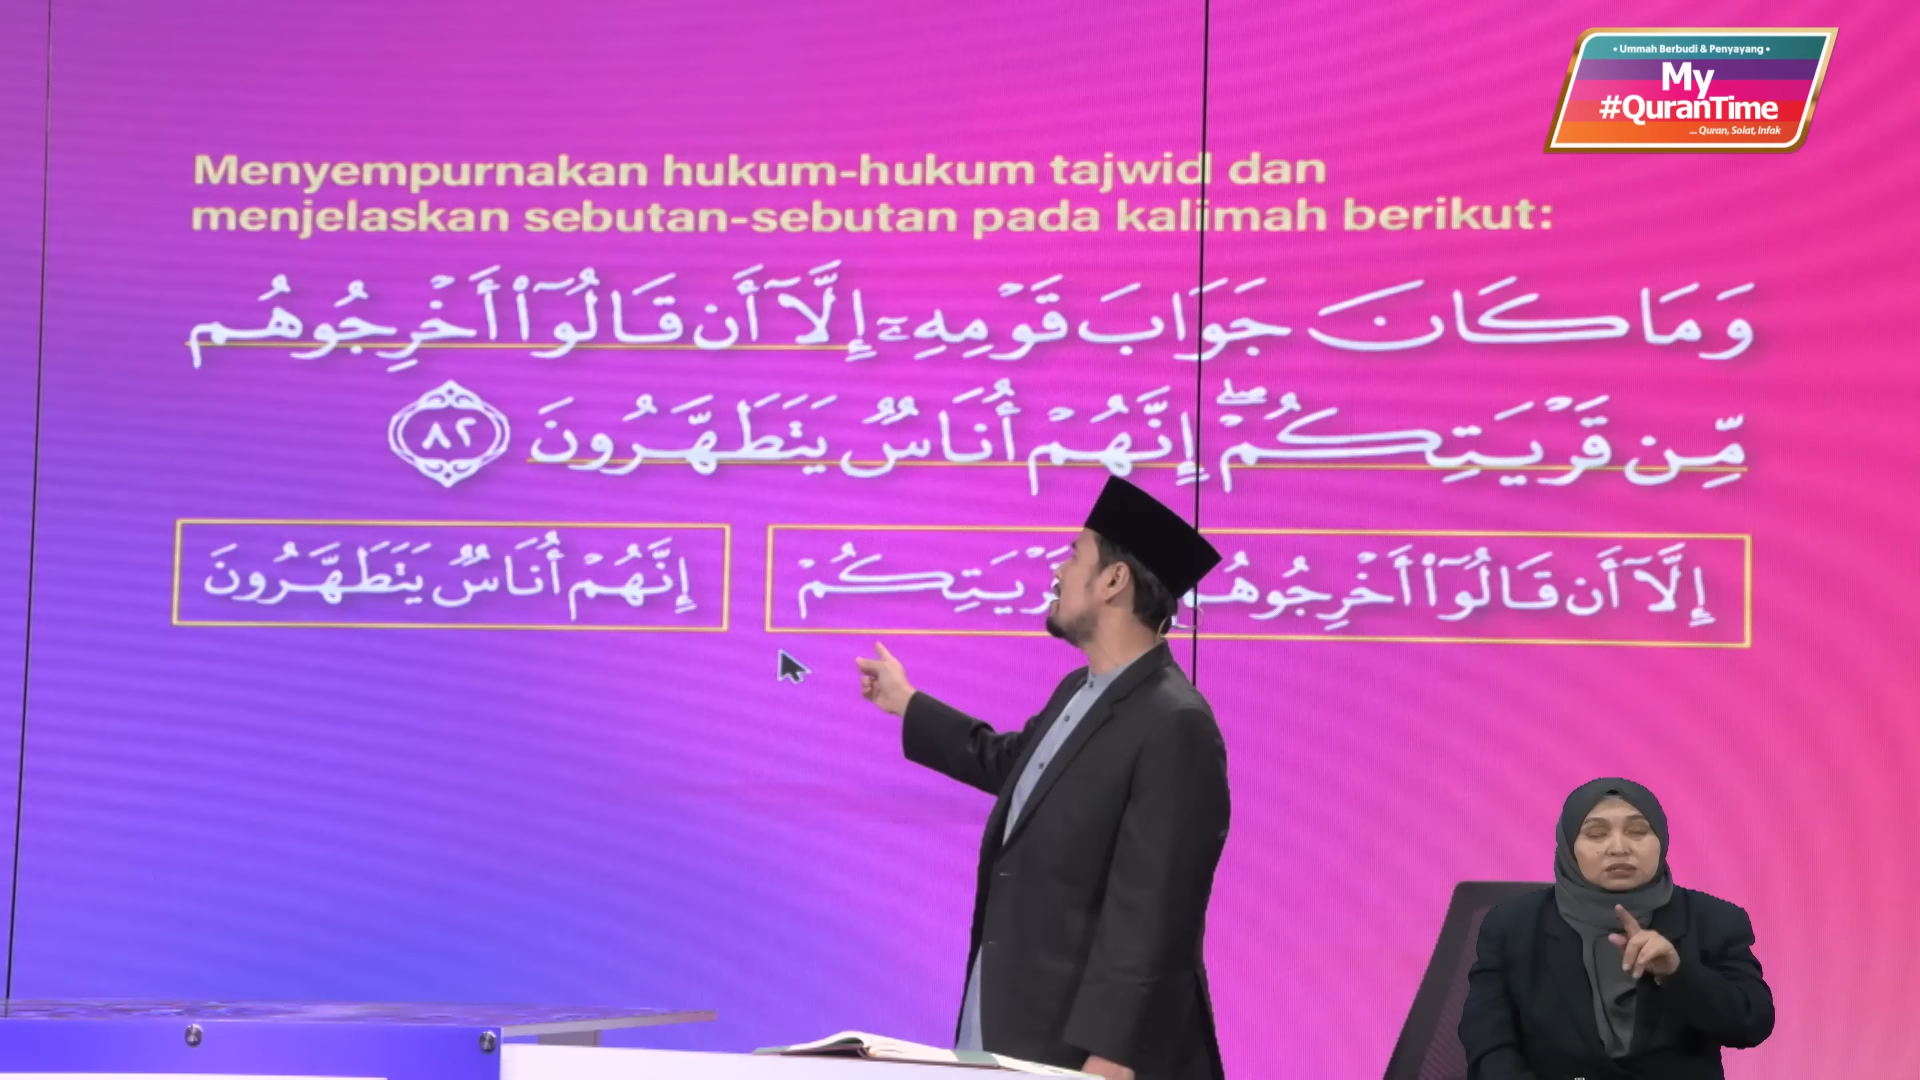 • Ummah Berbudi & Penyayang •
My
#QuranTime
... Quran, Solat, Infak
Menyempurnakan hukum-hukum tajwid dan
menjelaskan sebutan-sebutan pada kalimah berikut:
وَمَا كَانَ جَوَابَ قَوْمِهِۦٓ إِلَّآ أَن قَالُوٓا۟ أَخْرِجُوهُم
مِّن قَرْيَتِكُمْ ۖ إِنَّهُمْ أُنَاسٌ يَتَطَهَّرُونَ ٨٢
إِلَّآ أَن قَالُوٓا۟ أَخْرِجُوهُ قَرْيَتِكُمْ
إِنَّهُمْ أُنَاسٌ يَتَطَهَّرُونَ